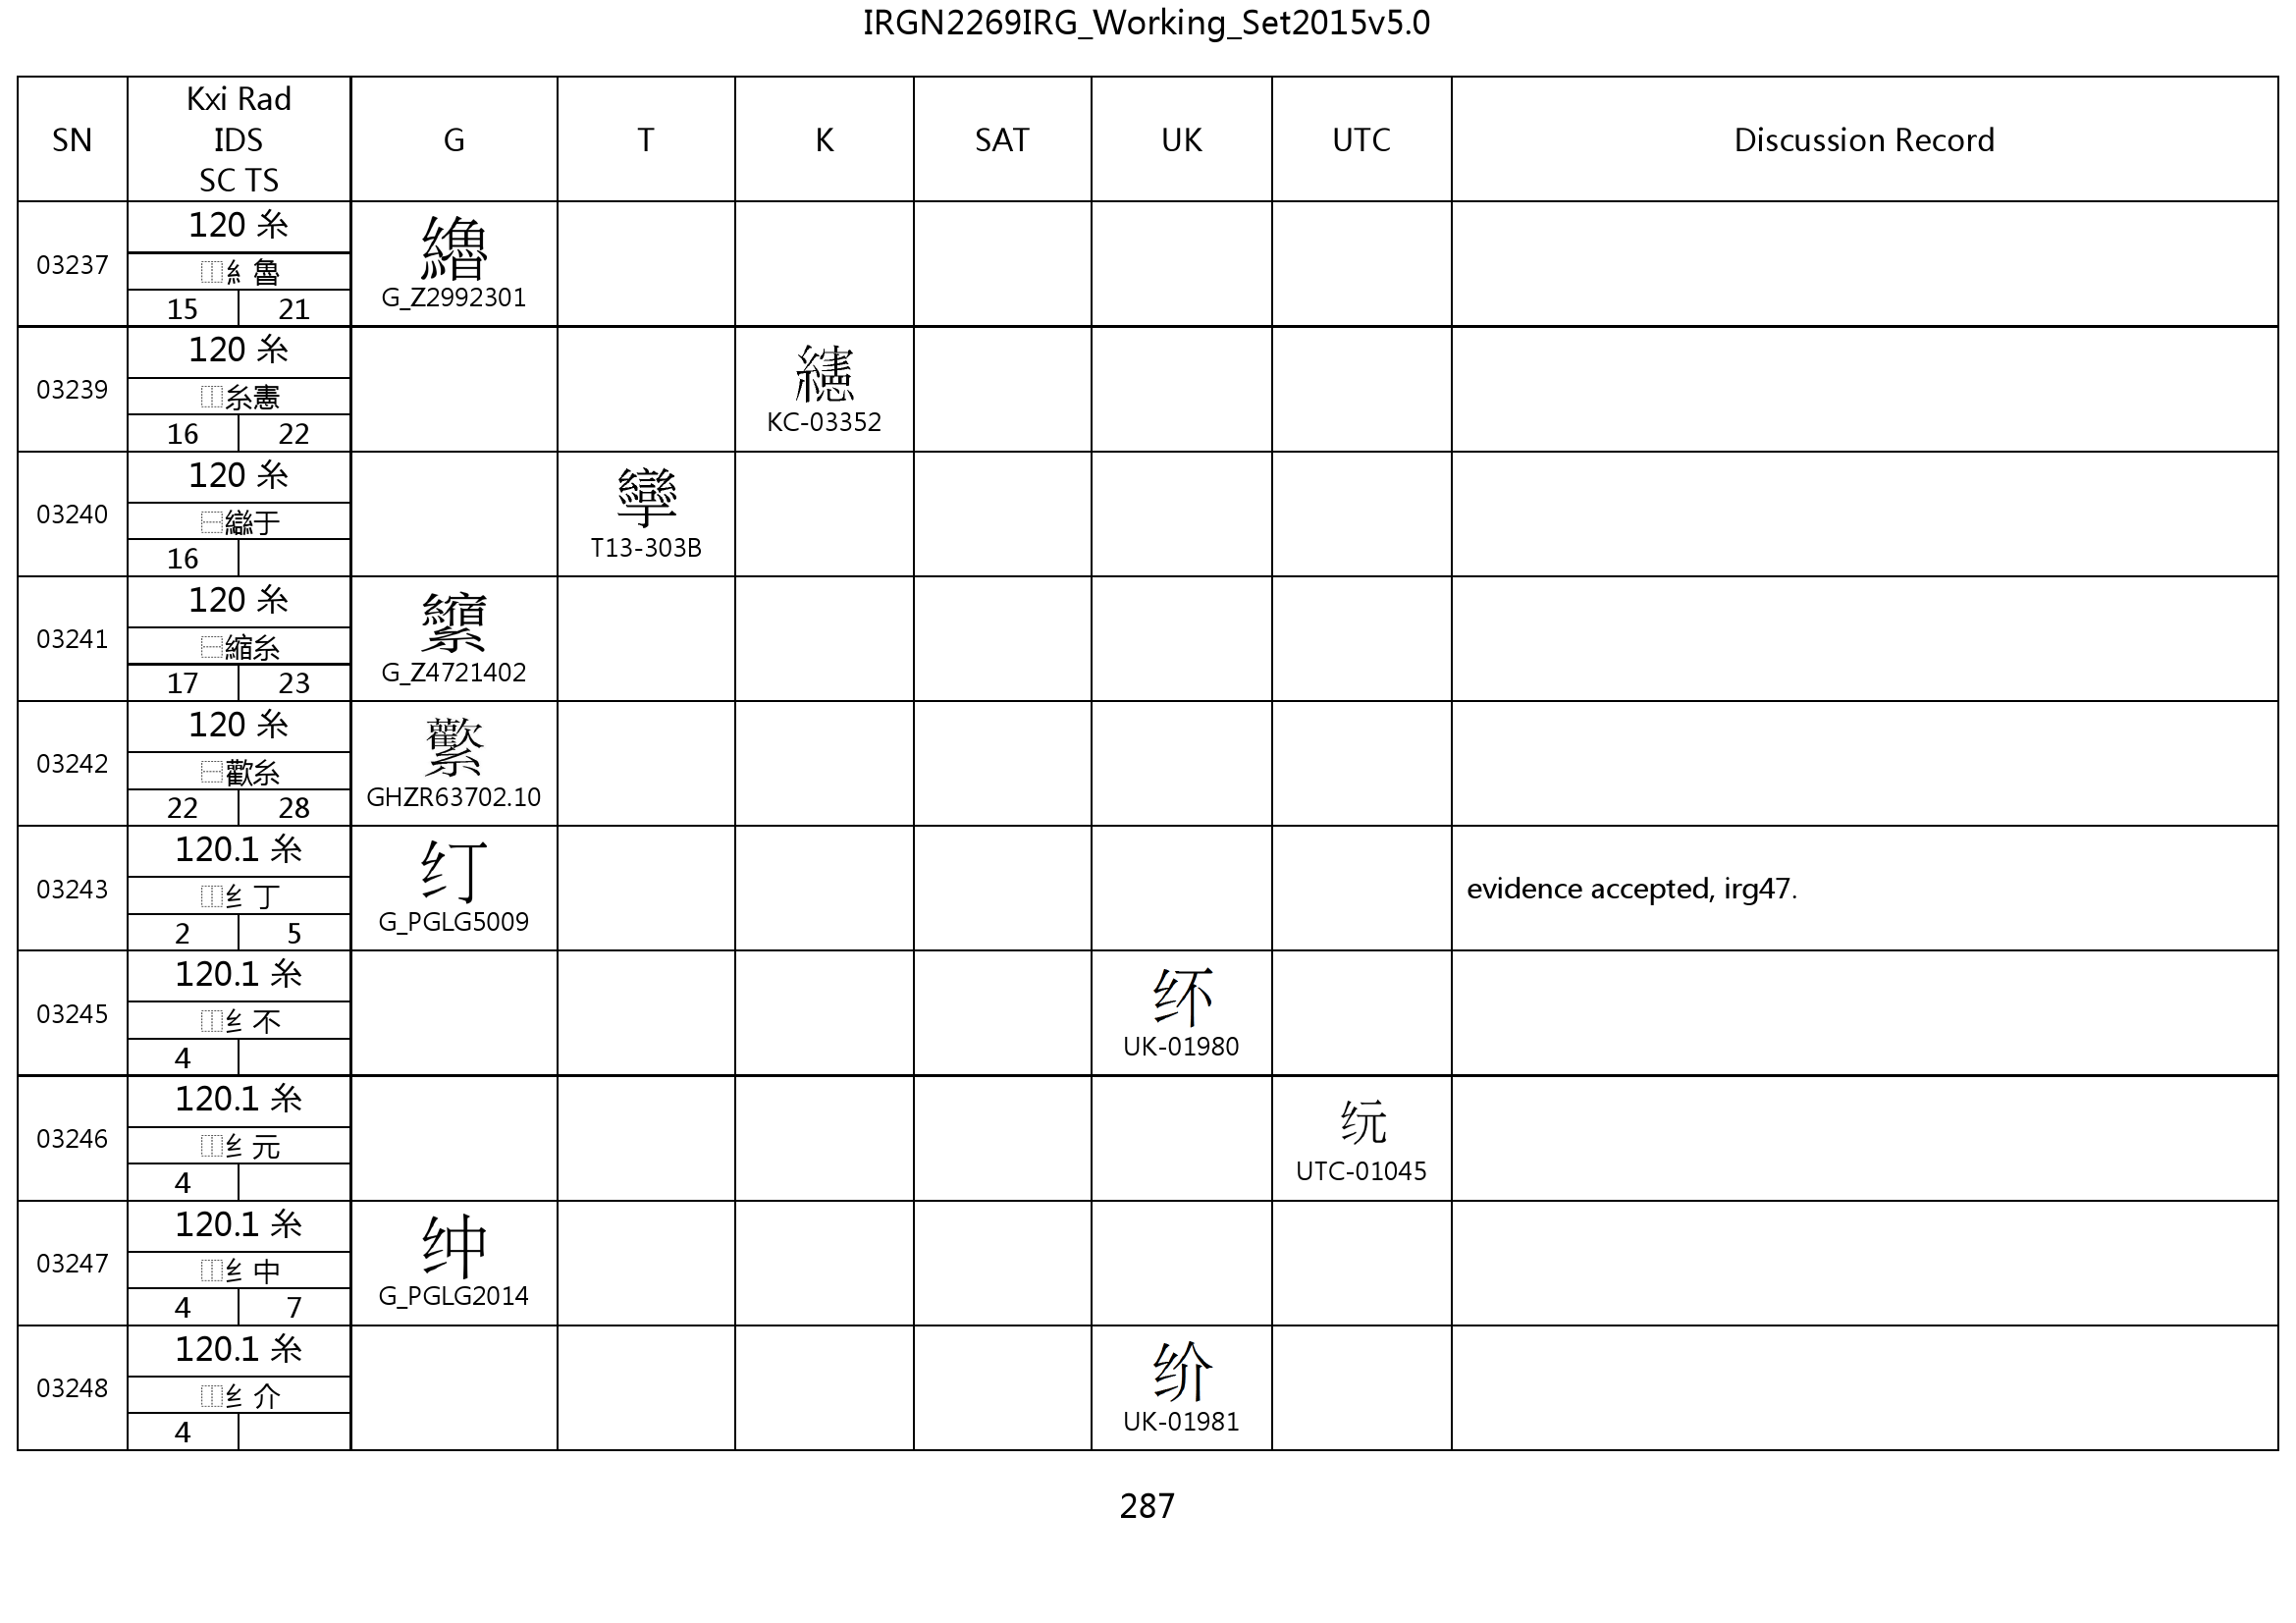 IRGN2269IRG_Working_Set2015v5.0
SN Kxi Rad IDS SC TS G T K SAT UK UTC Discussion Record
03237
120 糸
⿰糹魯
15 21
G_Z2992301
03239
120 糸
⿰糸憲
16 22
KC-03352
03240
120 糸
⿱䜌于
16
T13-303B
03241
120 糸
⿱縮糸
17 23
G_Z4721402
03242
120 糸
⿱歡糸
22 28
GHZR63702.10
03243
120.1 糸
⿰纟丁
2 5
G_PGLG5009
evidence accepted, irg47.
03245
120.1 糸
⿰纟不
4
UK-01980
03246
120.1 糸
⿰纟元
4
UTC-01045
03247
120.1 糸
⿰纟中
4 7
G_PGLG2014
03248
120.1 糸
⿰纟介
4
UK-01981
287